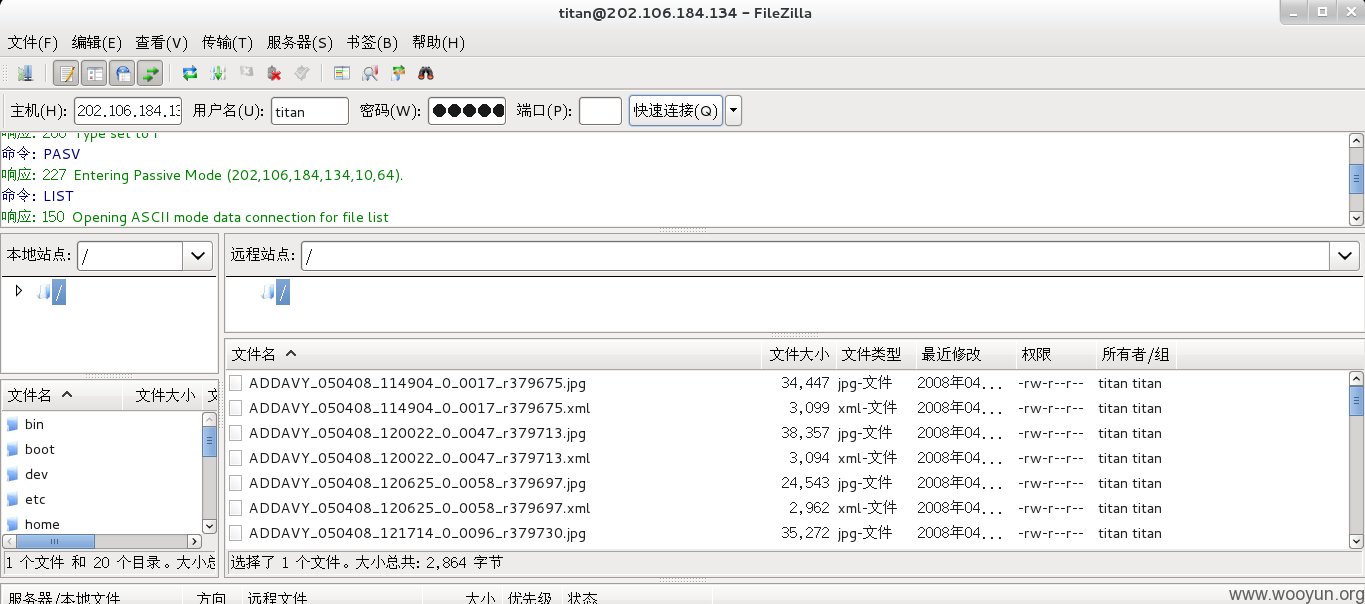 titan@202.106.184.134 - FileZilla
文件(F) 编辑(E) 查看(V) 传输(T) 服务器(S) 书签(B) 帮助(H)
主机(H): 202.106.184.13 用户名(U): titan 密码(W): ●●●●● 端口(P): 快速连接(Q)
响应: 200 Type set to I
命令: PASV
响应: 227 Entering Passive Mode (202,106,184,134,10,64).
命令: LIST
响应: 150 Opening ASCII mode data connection for file list
本地站点: / 远程站点: /
/ /
文件名 文件大小 文件类型 最近修改 权限 所有者/组
ADDAVY_050408_114904_0_0017_r379675.jpg 34,447 jpg-文件 2008年04... -rw-r--r-- titan titan
ADDAVY_050408_114904_0_0017_r379675.xml 3,099 xml-文件 2008年04... -rw-r--r-- titan titan
ADDAVY_050408_120022_0_0047_r379713.jpg 38,357 jpg-文件 2008年04... -rw-r--r-- titan titan
ADDAVY_050408_120022_0_0047_r379713.xml 3,094 xml-文件 2008年04... -rw-r--r-- titan titan
ADDAVY_050408_120625_0_0058_r379697.jpg 24,543 jpg-文件 2008年04... -rw-r--r-- titan titan
ADDAVY_050408_120625_0_0058_r379697.xml 2,962 xml-文件 2008年04... -rw-r--r-- titan titan
ADDAVY_050408_121714_0_0096_r379730.jpg 35,272 jpg-文件 2008年04... -rw-r--r-- titan titan
文件名 文件大小 文
bin
boot
dev
etc
home
1 个文件 和 20 个目录。大小总 选择了 1 个文件。大小总共: 2,864 字节
服务器/本地文件 方向 远程文件 大小 优先级 状态
www.wooyun.org